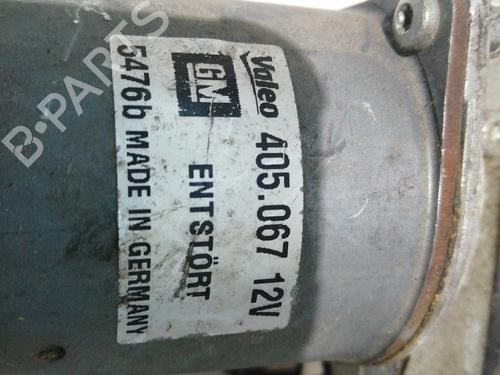 Valeo 405.067 12V
GM ENTSTÖRT
5476b MADE IN GERMANY
B-PARTS